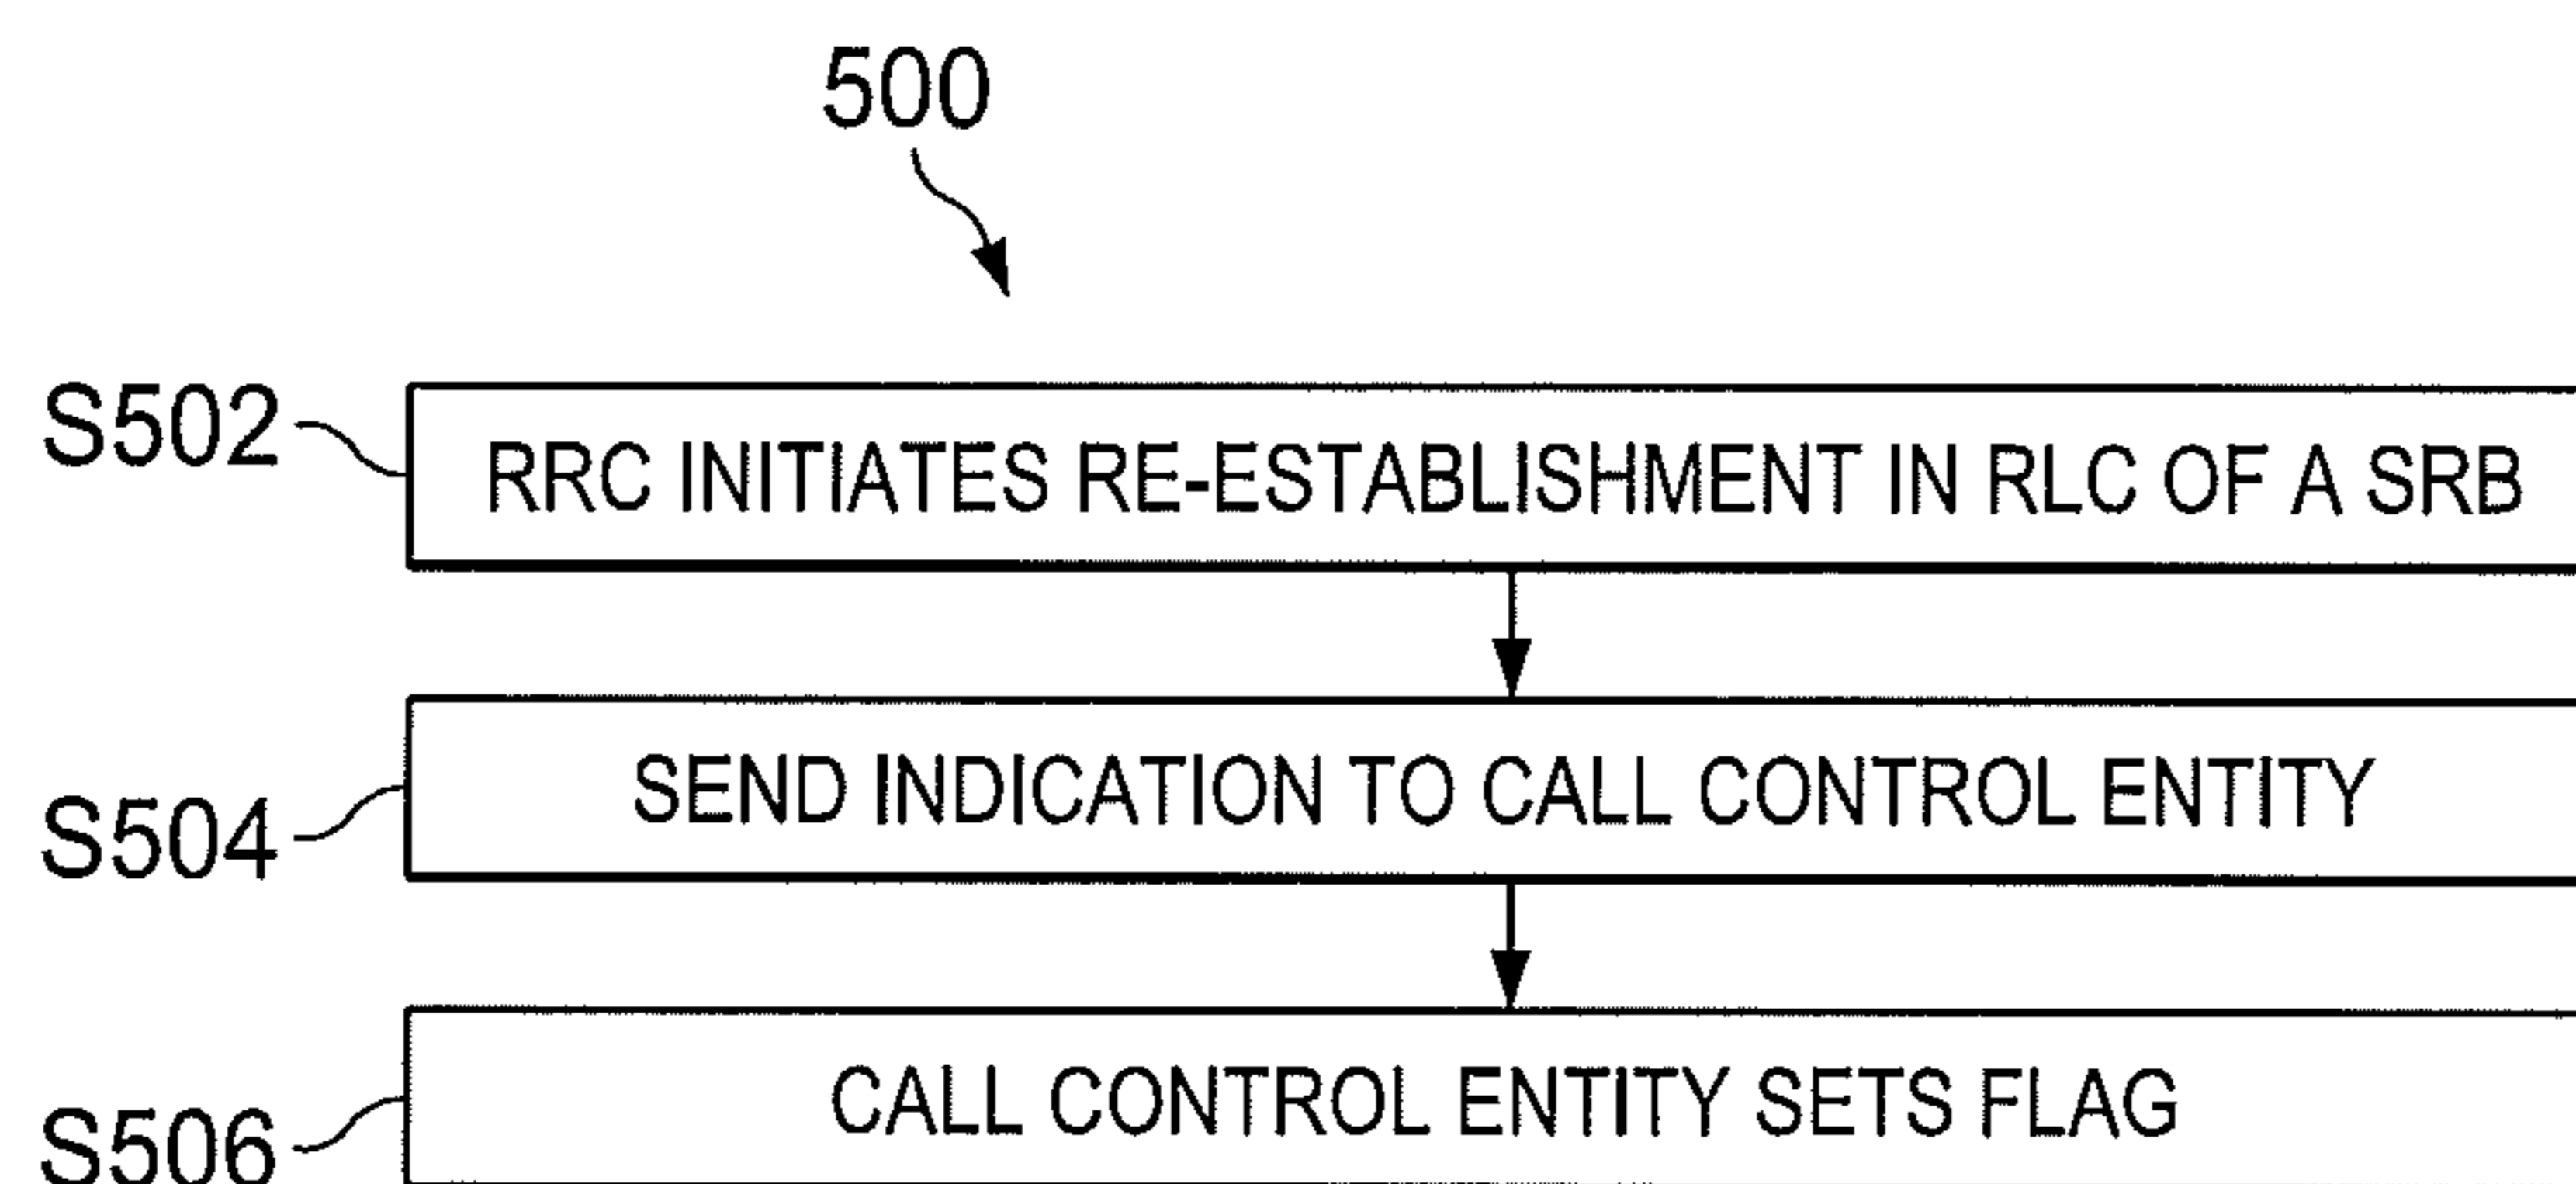 500
S502
RRC INITIATES RE-ESTABLISHMENT IN RLC OF A SRB
S504
SEND INDICATION TO CALL CONTROL ENTITY
S506
CALL CONTROL ENTITY SETS FLAG